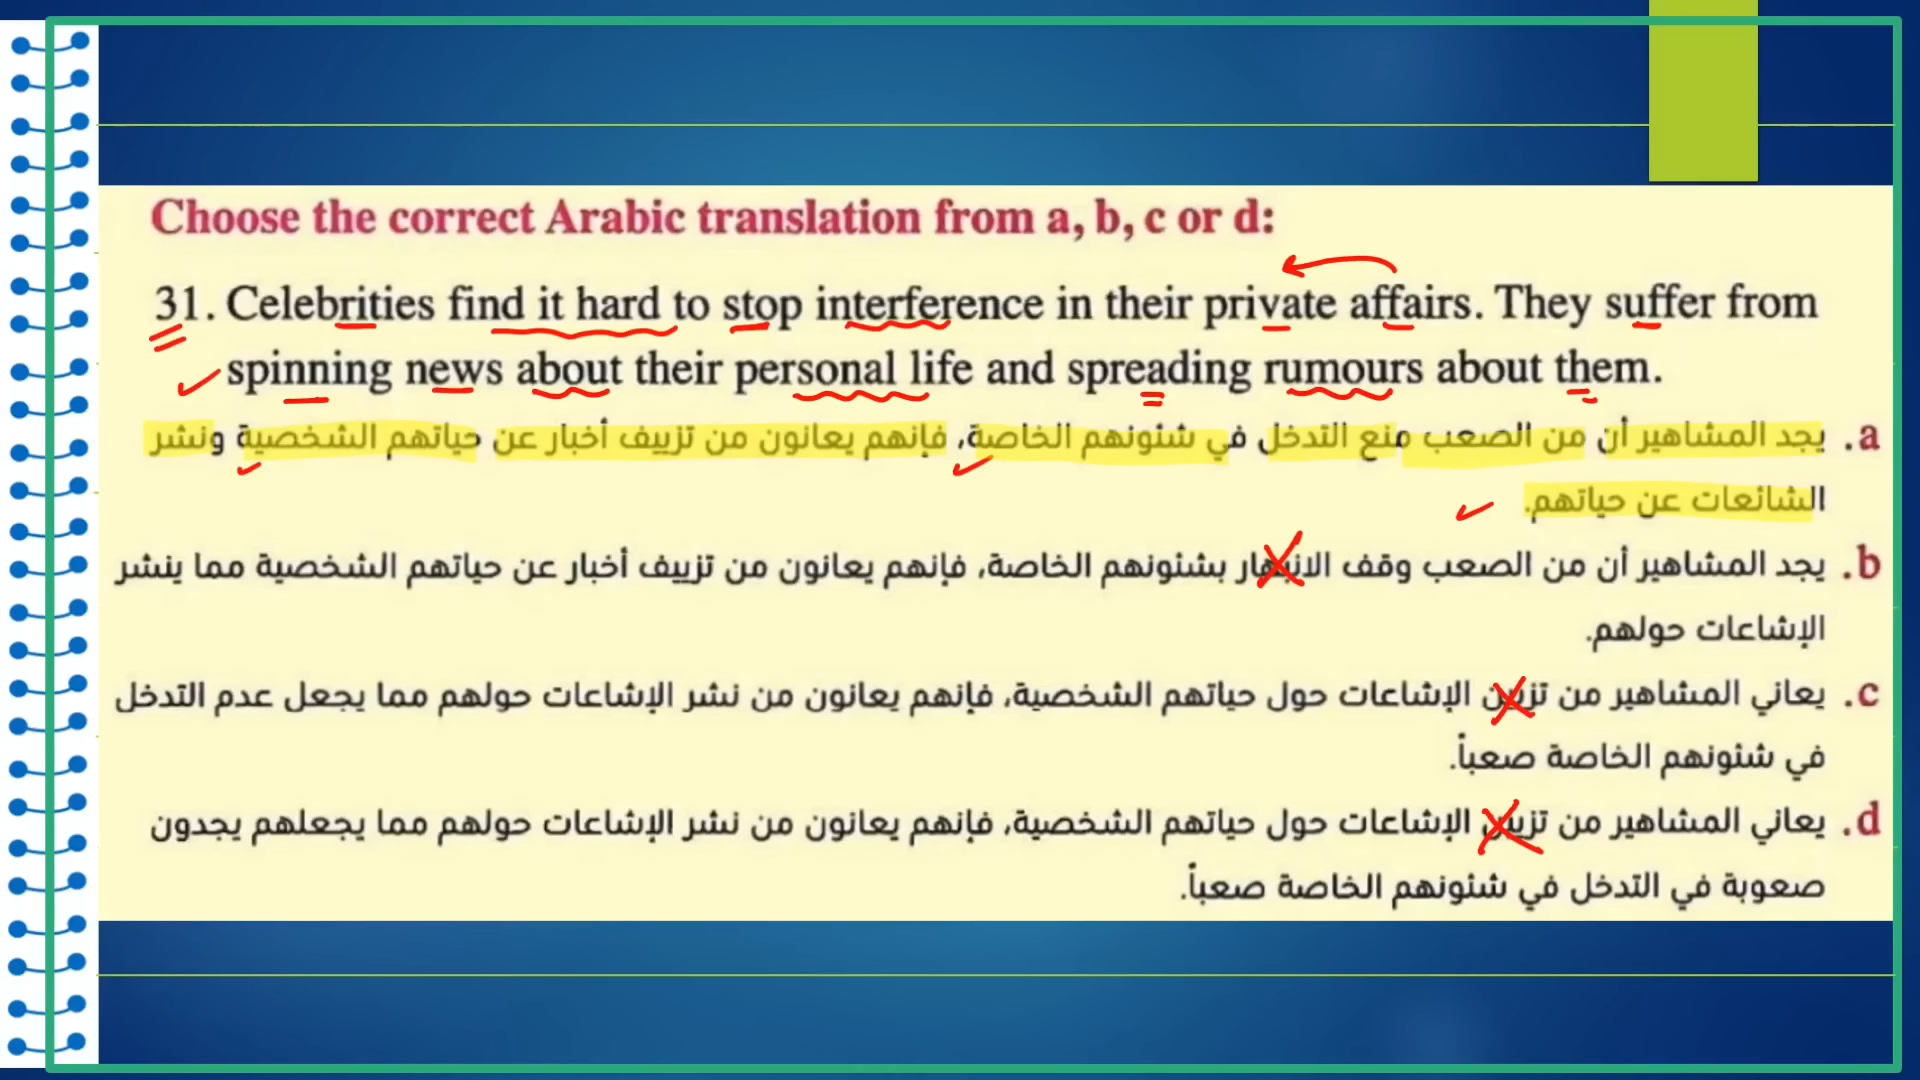 Choose the correct Arabic translation from a, b, c or d:
31. Celebrities find it hard to stop interference in their private affairs. They suffer from
spinning news about their personal life and spreading rumours about them.
a. يجد المشاهير أن من الصعب منع التدخل في شئونهم الخاصة، فإنهم يعانون من تزييف أخبار عن حياتهم الشخصية ونشر
الشائعات عن حياتهم.
b. يجد المشاهير أن من الصعب وقف الانبهار بشئونهم الخاصة، فإنهم يعانون من تزييف أخبار عن حياتهم الشخصية مما ينشر
الإشاعات حولهم.
c. يعاني المشاهير من تزيين الإشاعات حول حياتهم الشخصية، فإنهم يعانون من نشر الإشاعات حولهم مما يجعل عدم التدخل
في شئونهم الخاصة صعباً.
d. يعاني المشاهير من تزيين الإشاعات حول حياتهم الشخصية، فإنهم يعانون من نشر الإشاعات حولهم مما يجعلهم يجدون
صعوبة في التدخل في شئونهم الخاصة صعباً.